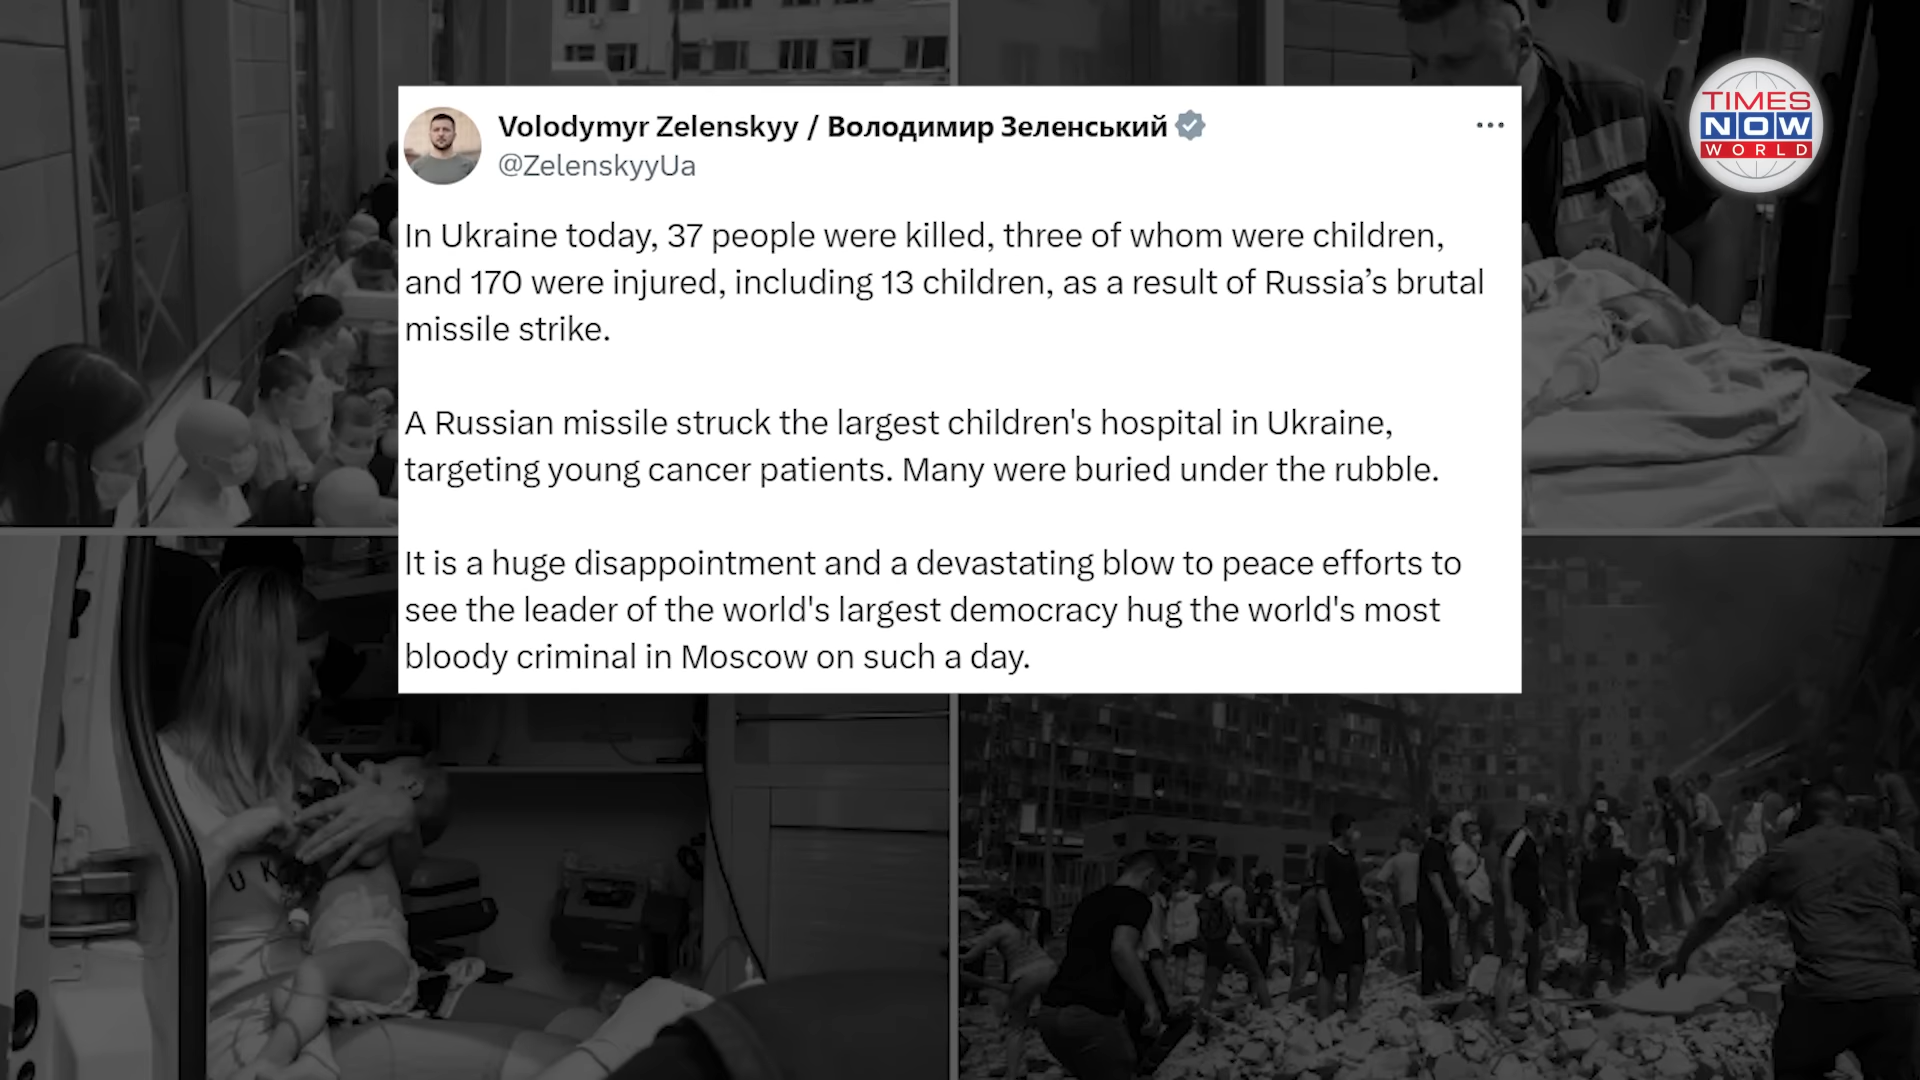 Volodymyr Zelenskyy / Володимир Зеленський
@ZelenskyyUa
In Ukraine today, 37 people were killed, three of whom were children,
and 170 were injured, including 13 children, as a result of Russia’s brutal
missile strike.
A Russian missile struck the largest children's hospital in Ukraine,
targeting young cancer patients. Many were buried under the rubble.
It is a huge disappointment and a devastating blow to peace efforts to
see the leader of the world's largest democracy hug the world's most
bloody criminal in Moscow on such a day.
TIMES
NOW
WORLD
U K